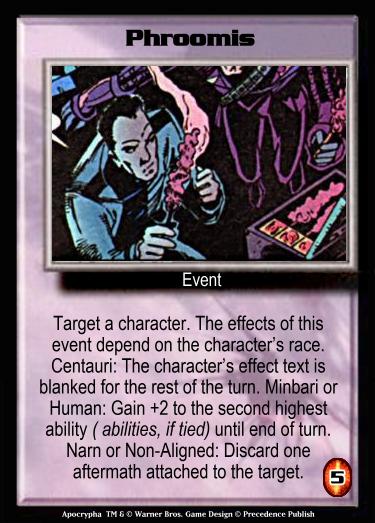 Phroomis
Event
Target a character. The effects of this
event depend on the character's race.
Centauri: The character's effect text is
blanked for the rest of the turn. Minbari or
Human: Gain +2 to the second highest
ability ( abilities, if tied) until end of turn.
Narn or Non-Aligned: Discard one
aftermath attached to the target.
5
Apocrypha TM & © Warner Bros. Game Design © Precedence Publish